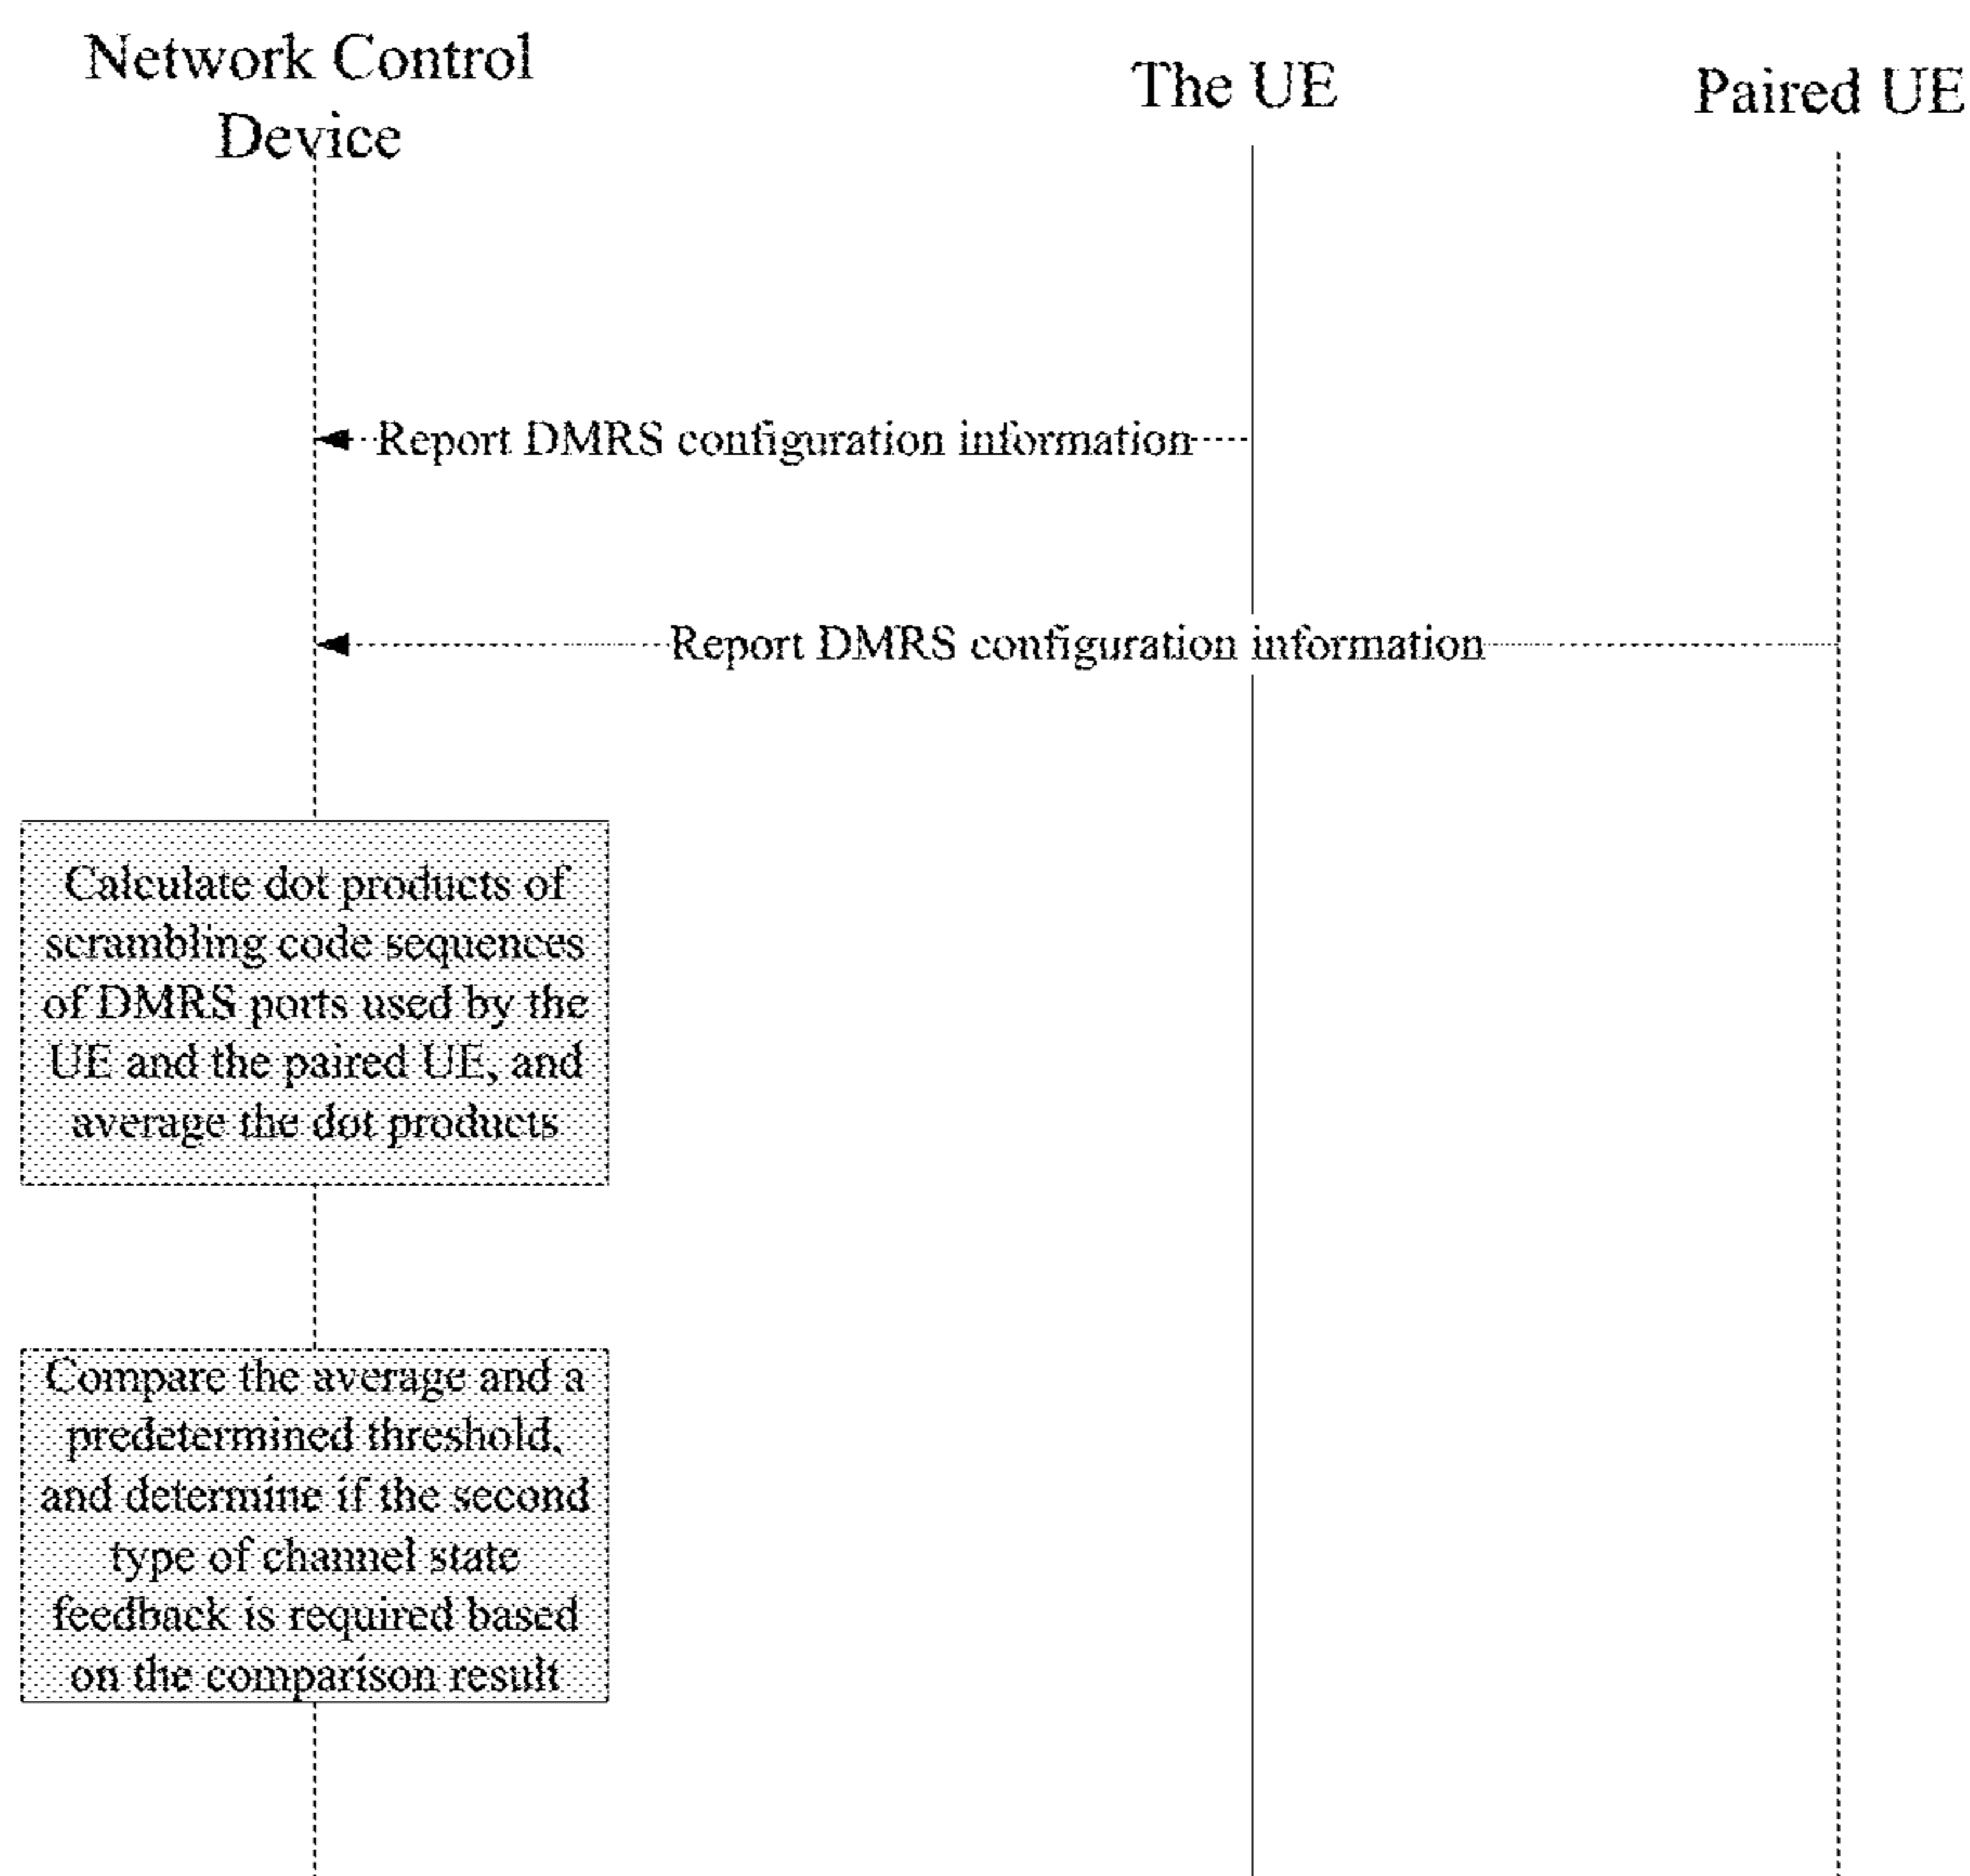 Network Control
Device
The UE
Paired UE
Report DMRS configuration information
Report DMRS configuration information
Calculate dot products of
scrambling code sequences
of DMRS ports used by the
UE and the paired UE, and
average the dot products
Compare the average and a
predetermined threshold,
and determine if the second
type of channel state
feedback is required based
on the comparison result